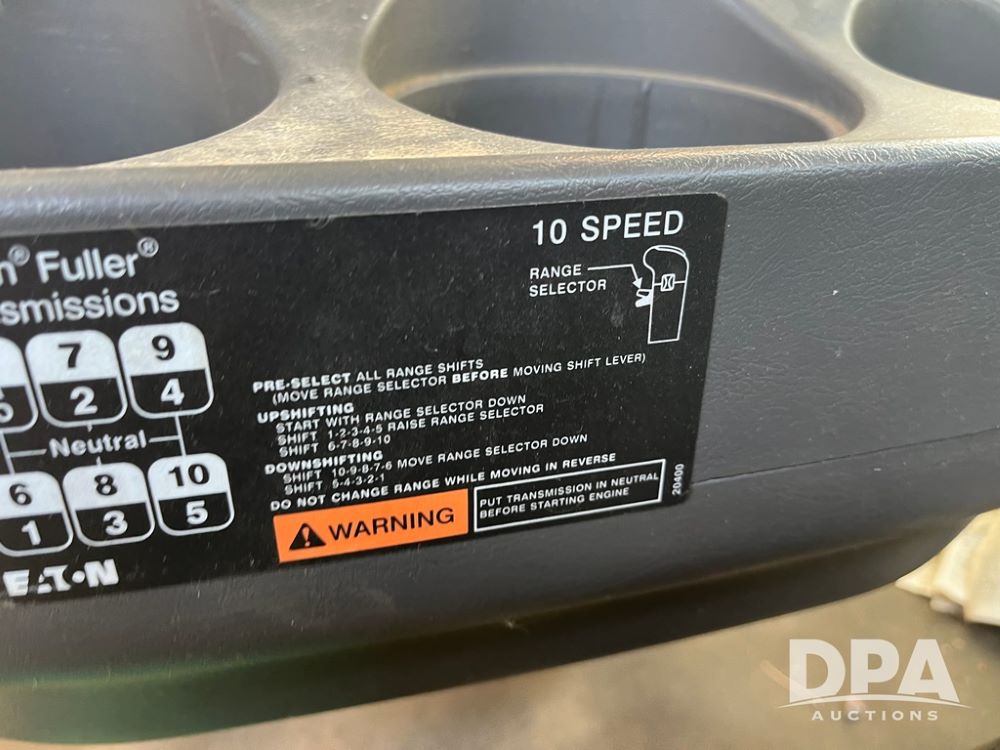 10 SPEED
Fuller®
RANGE
SELECTOR
7 9
2 4
Neutral
6 8 10
1 3 5
EATON
PRE-SELECT ALL RANGE SHIFTS
(MOVE RANGE SELECTOR BEFORE MOVING SHIFT LEVER)
UPSHIFTING
START WITH RANGE SELECTOR DOWN
SHIFT 1-2-3-4-5 RAISE RANGE SELECTOR
SHIFT 6-7-8-9-10
DOWNSHIFTING
SHIFT 10-9-8-7-6 MOVE RANGE SELECTOR DOWN
SHIFT 5-4-3-2-1
DO NOT CHANGE RANGE WHILE MOVING IN REVERSE
WARNING
PUT TRANSMISSION IN NEUTRAL
BEFORE STARTING ENGINE
20400
DPA
AUCTIONS